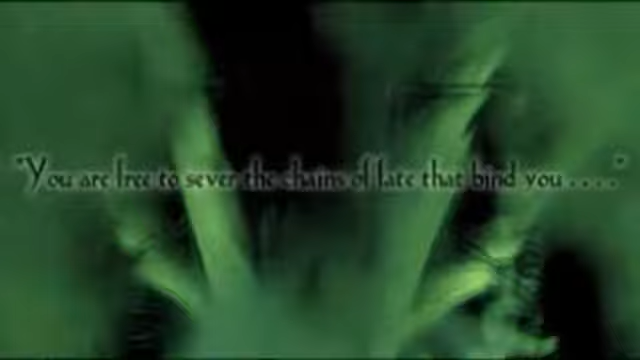 "You are free to sever the chains of fate that bind you . . . ."